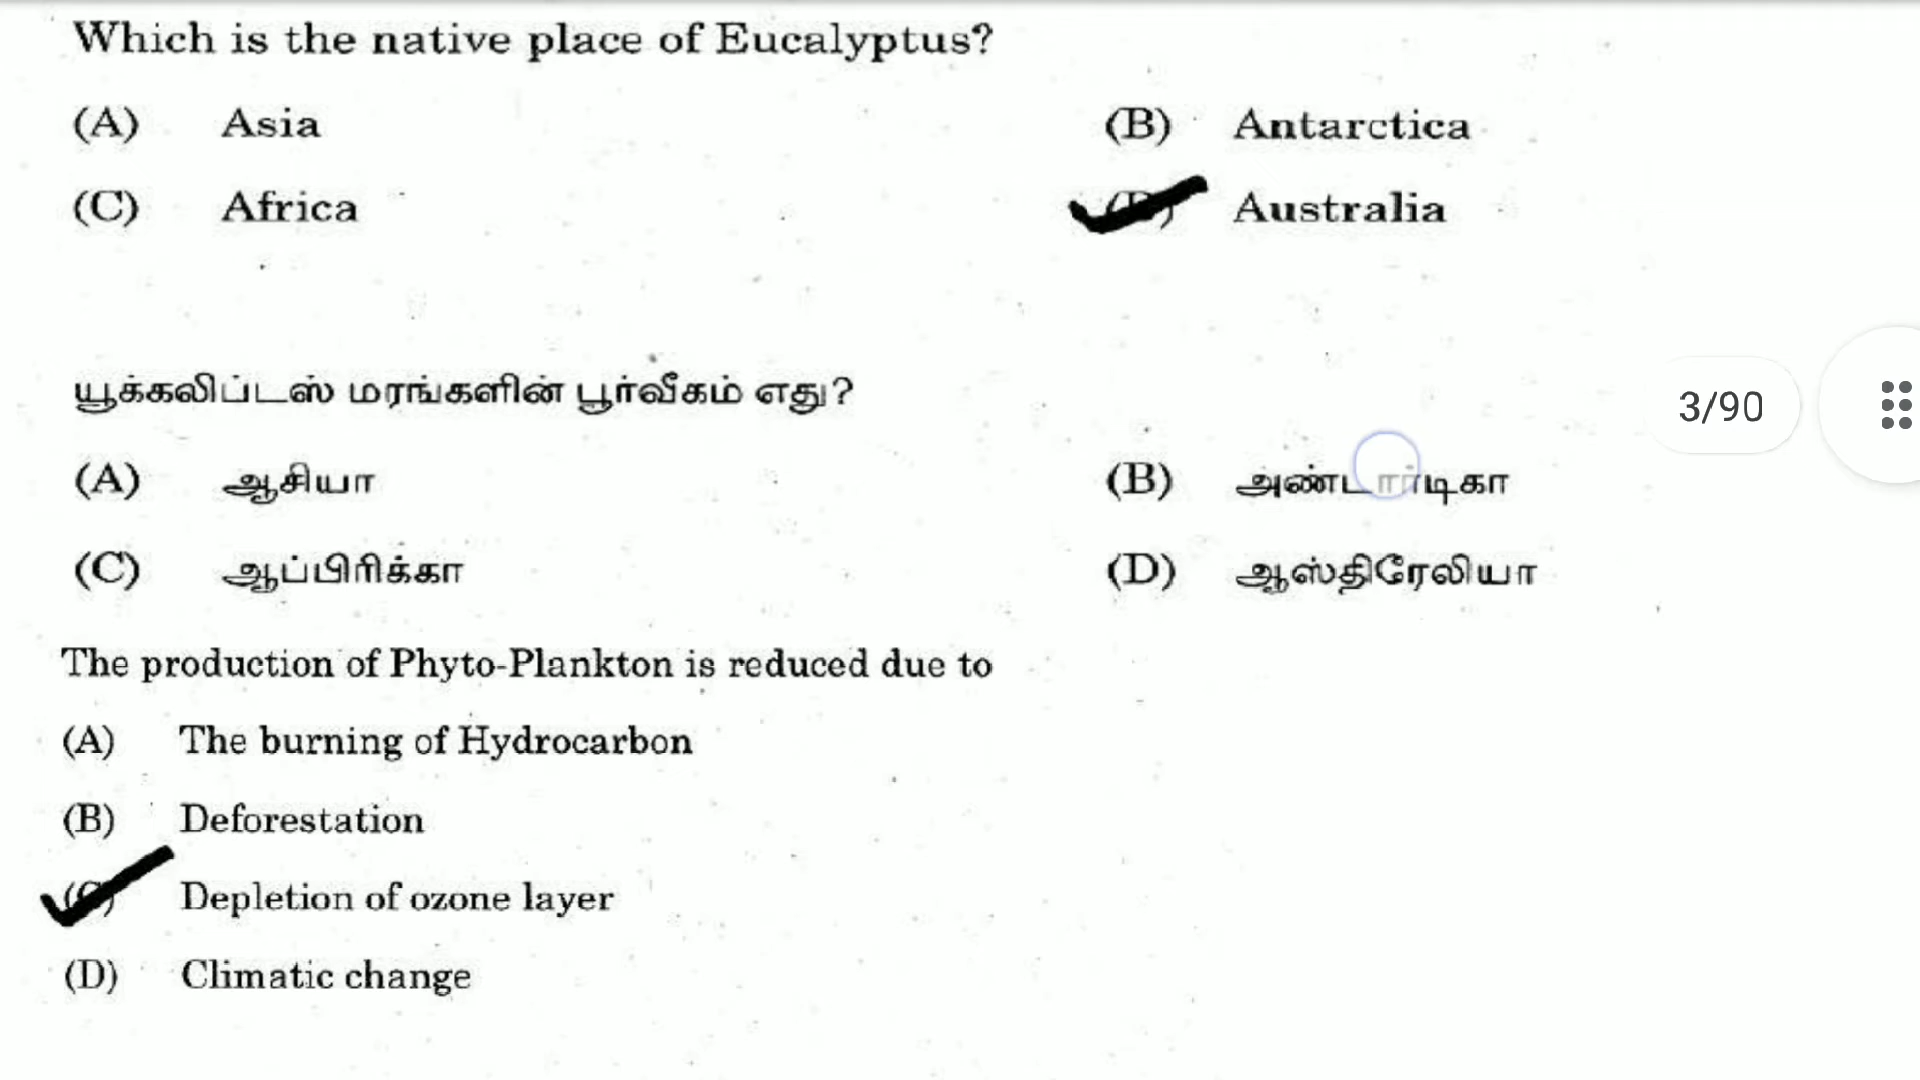 Which is the native place of Eucalyptus?
(A) Asia (B) Antarctica
(C) Africa (D) Australia
யூக்கலிப்டஸ் மரங்களின் பூர்வீகம் எது?
3/90
(A) ஆசியா (B) அண்டார்டிகா
(C) ஆப்பிரிக்கா (D) ஆஸ்திரேலியா
The production of Phyto-Plankton is reduced due to
(A) The burning of Hydrocarbon
(B) Deforestation
(C) Depletion of ozone layer
(D) Climatic change